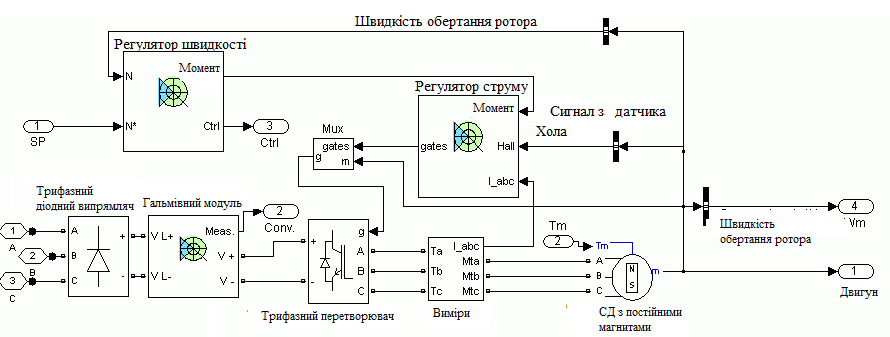 Швидкість обертання ротора
Регулятор швидкості
N
Момент
N*
Ctrl
1
SP
3
Ctrl
Регулятор струму
Момент
gates
Hall
I_abc
Сигнал з датчика
Хола
Mux
gates
g
m
4
Vm
Швидкість
обертання ротора
Трифазний
діодний випрямляч
A
B
C
+
-
1
A
2
B
3
C
Гальмівний модуль
V L+
V L-
Meas.
V +
V -
2
Conv.
g
+
-
A
B
C
Трифазний перетворювач
Ta
Tb
Tc
I_abc
Mta
Mtb
Mtc
Виміри
Tm
2
Tm
A
B
C
N
S
m
СД з постійними
магнитами
1
Двигун